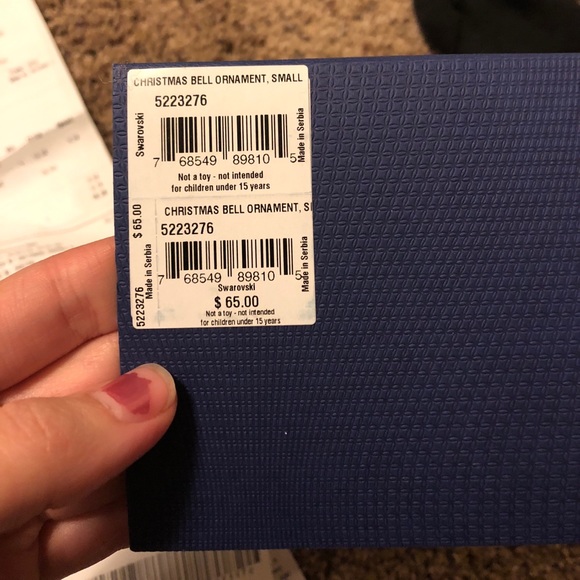 CHRISTMAS BELL ORNAMENT, SMALL
5223276
Swarovski
Made in Serbia
7 68549 89810 5
Not a toy - not intended
for children under 15 years
CHRISTMAS BELL ORNAMENT, S
5223276
$ 65.00
Made in Serbia
5223276
7 68549 89810 5
Made in Serbia
Swarovski
$ 65.00
Not a toy - not intended
for children under 15 years